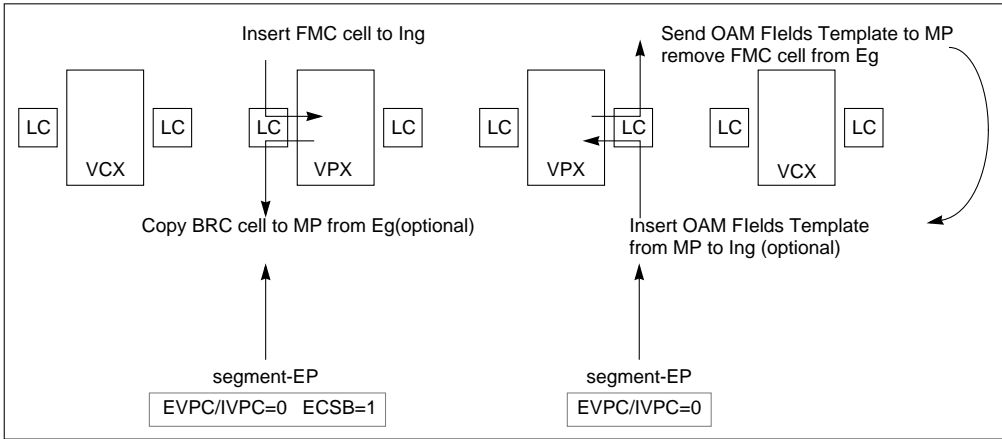 Insert FMC cell to Ing
Send OAM FIelds Template to MP
remove FMC cell from Eg
LC
VCX
LC
LC
VPX
LC
LC
VPX
LC
LC
VCX
LC
Copy BRC cell to MP from Eg(optional)
Insert OAM FIelds Template
from MP to Ing (optional)
segment-EP
EVPC/IVPC=0 ECSB=1
segment-EP
EVPC/IVPC=0